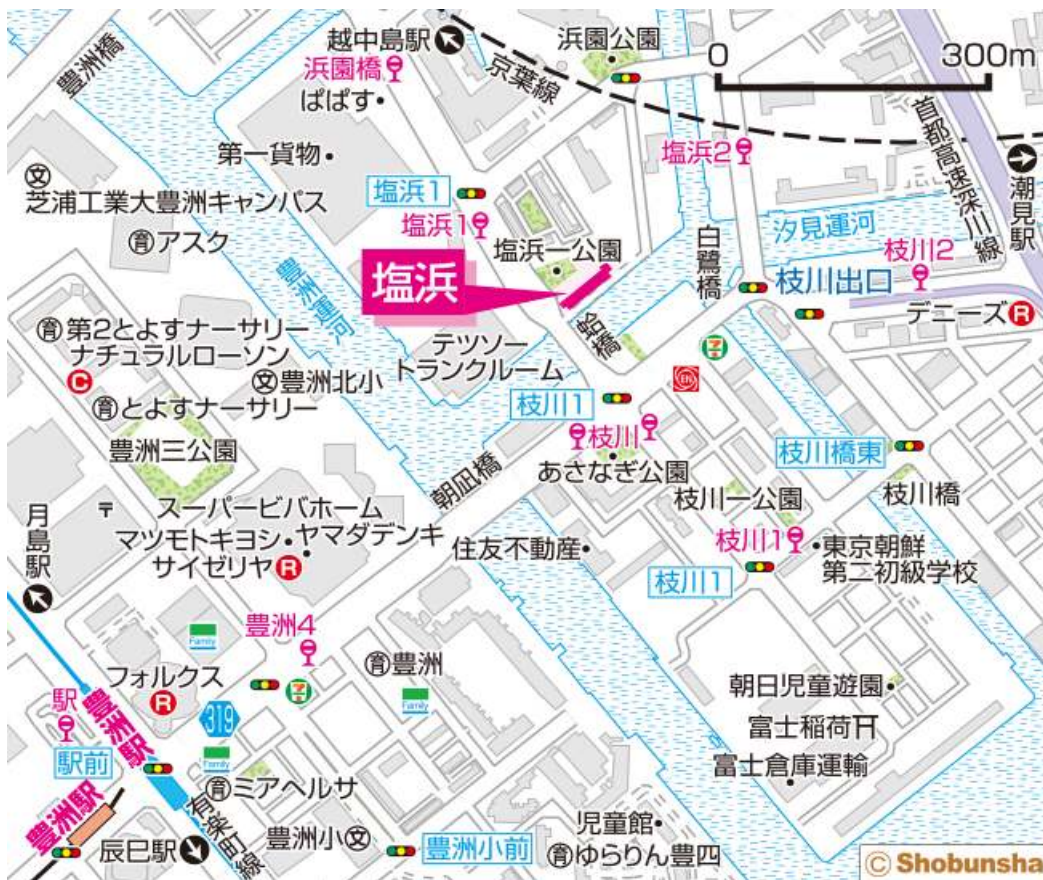 越中島駅
浜園公園
0 300m
豊洲橋
浜園橋
ぱぱす
京葉線
首都高速深川線
第一貨物
塩浜2
潮見駅
芝浦工業大豊洲キャンパス
塩浜1
塩浜1
汐見運河
アスク
塩浜一公園
白鷺橋
枝川2
豊洲運河
塩浜
枝川出口
デニーズR
第2とよすナーサリー
ナチュラルローソン
C
テツソー
トランクルーム
蛤橋
7
EN
豊洲北小
とよすナーサリー
枝川1
枝川
枝川橋東
豊洲三公園
あさなぎ公園
朝凪橋
枝川一公園
枝川橋
月島駅
〒
スーパービバホーム
マツモトキヨシ・ヤマダデンキ
サイゼリヤR
住友不動産
枝川1
東京朝鮮
第二初級学校
枝川1
豊洲4
Family
フォルクス
R
7
育豊洲
Family
朝日児童遊園
駅
豊洲駅
319
富士稲荷
駅前
Family
富士倉庫運輸
育ミアヘルサ
豊洲駅
有楽町線
辰巳駅
豊洲小文
豊洲小前
児童館
育ゆらりん豊四
© Shobunsha